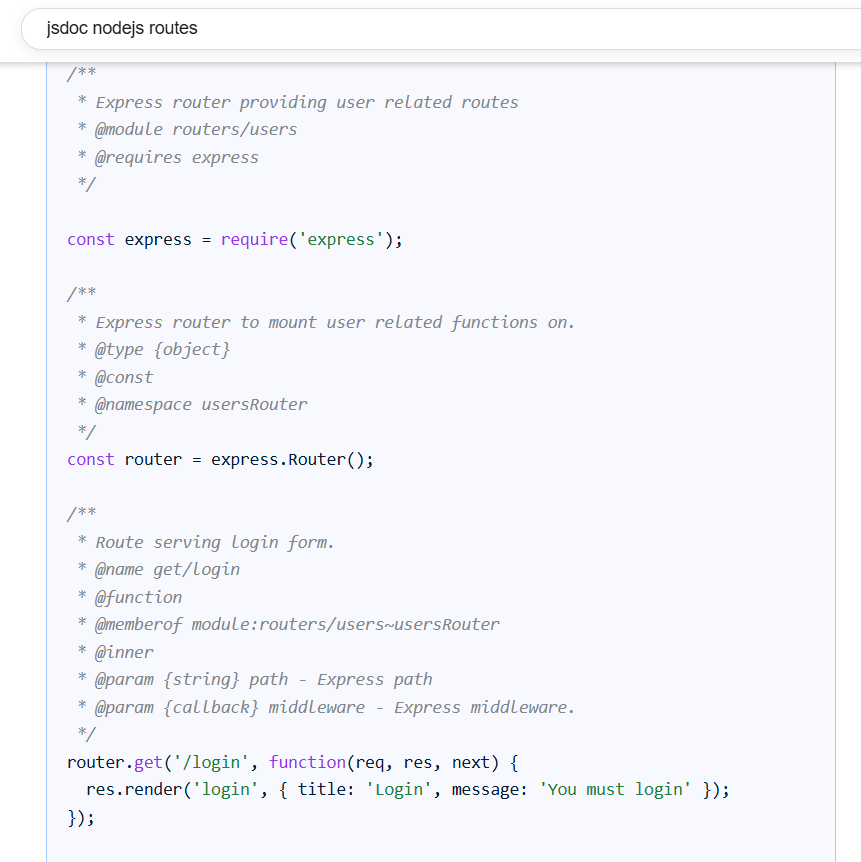 jsdoc nodejs routes
/**
 * Express router providing user related routes
 * @module routers/users
 * @requires express
 */
const express = require('express');
/**
 * Express router to mount user related functions on.
 * @type {object}
 * @const
 * @namespace usersRouter
 */
const router = express.Router();
/**
 * Route serving login form.
 * @name get/login
 * @function
 * @memberof module:routers/users~usersRouter
 * @inner
 * @param {string} path - Express path
 * @param {callback} middleware - Express middleware.
 */
router.get('/login', function(req, res, next) {
  res.render('login', { title: 'Login', message: 'You must login' });
});